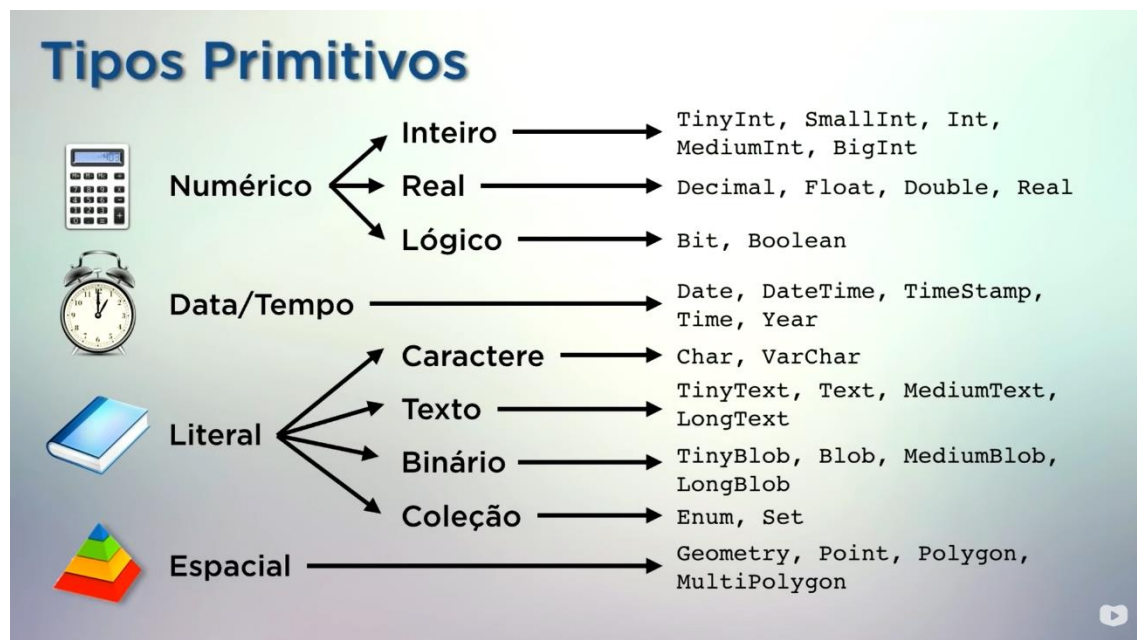 Tipos Primitivos
Inteiro
TinyInt, SmallInt, Int,
MediumInt, BigInt
Numérico
Real
Decimal, Float, Double, Real
Lógico
Bit, Boolean
Data/Tempo
Date, DateTime, TimeStamp,
Time, Year
Caractere
Char, VarChar
Texto
TinyText, Text, MediumText,
LongText
Literal
Binário
TinyBlob, Blob, MediumBlob,
LongBlob
Coleção
Enum, Set
Espacial
Geometry, Point, Polygon,
MultiPolygon